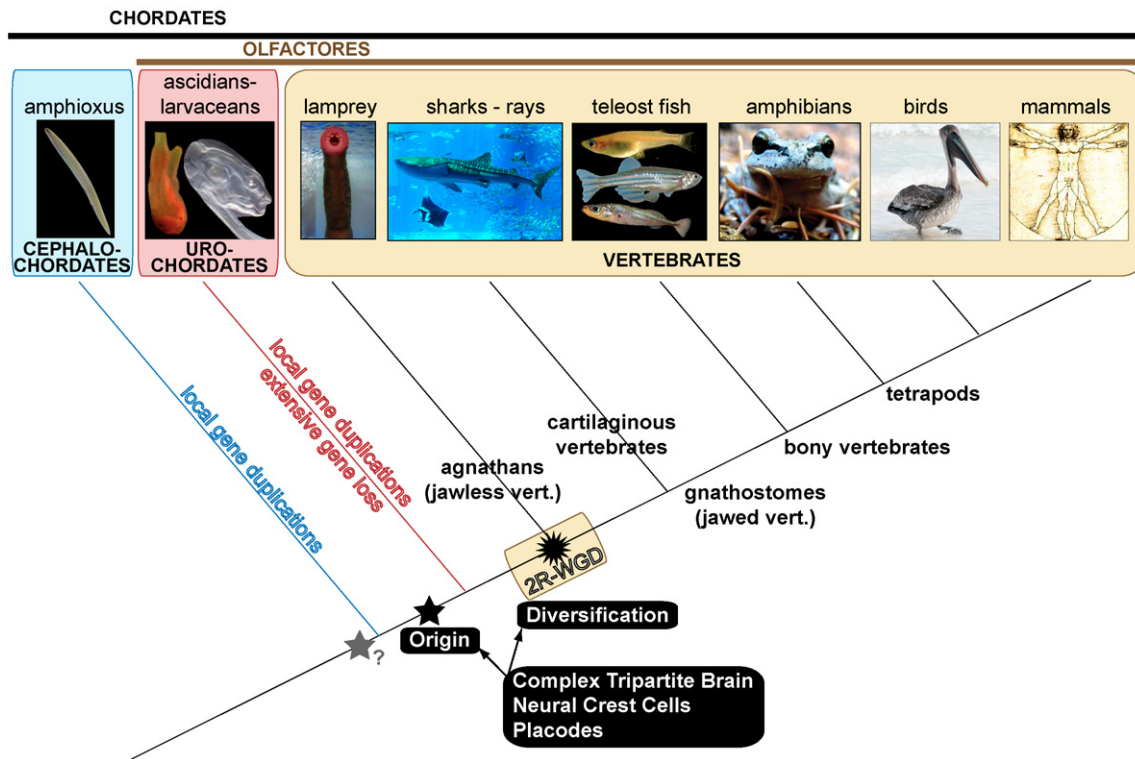 CHORDATES
OLFACTORES
amphioxus
CEPHALO-
CHORDATES
ascidians-
larvaceans
URO-
CHORDATES
lamprey
sharks - rays
teleost fish
amphibians
birds
mammals
VERTEBRATES
local gene duplications
local gene duplications
extensive gene loss
agnathans
(jawless vert.)
cartilaginous
vertebrates
gnathostomes
(jawed vert.)
bony vertebrates
tetrapods
2R-WGD
?
Origin
Diversification
Complex Tripartite Brain
Neural Crest Cells
Placodes